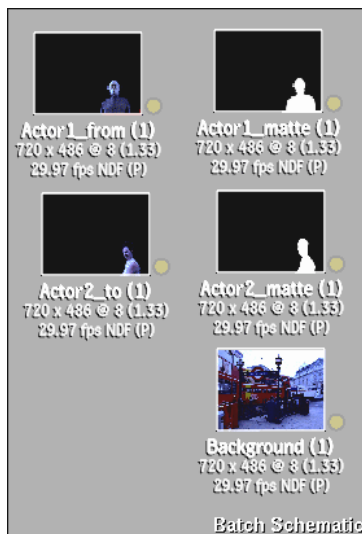 Actor1_from (1)
720 x 486 @ 8 (1.33)
29.97 fps NDF (P)
Actor1_matte (1)
720 x 486 @ 8 (1.33)
29.97 fps NDF (P)
Actor2_to (1)
720 x 486 @ 8 (1.33)
29.97 fps NDF (P)
Actor2_matte (1)
720 x 486 @ 8 (1.33)
29.97 fps NDF (P)
Background (1)
720 x 486 @ 8 (1.33)
29.97 fps NDF (P)
Batch Schematic